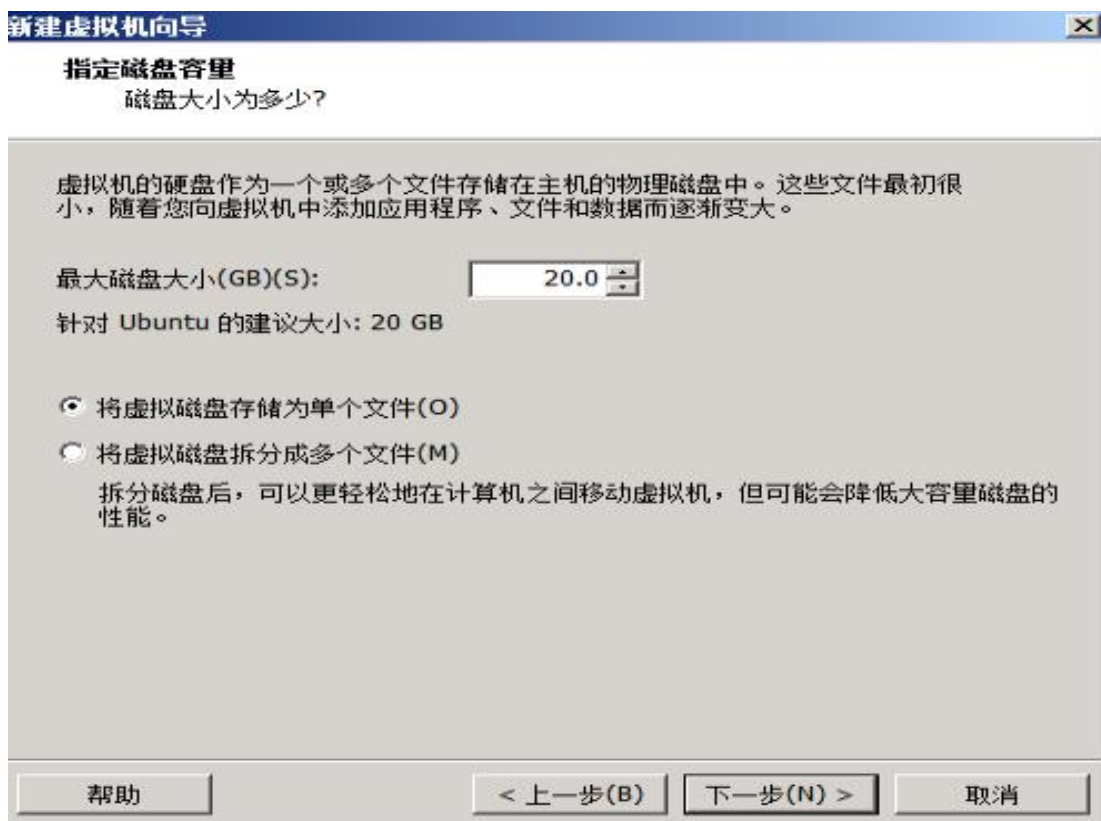 新建虚拟机向导
指定磁盘容量
磁盘大小为多少?
虚拟机的硬盘作为一个或多个文件存储在主机的物理磁盘中。这些文件最初很
小，随着您向虚拟机中添加应用程序、文件和数据而逐渐变大。
最大磁盘大小(GB)(S): 20.0
针对 Ubuntu 的建议大小: 20 GB
将虚拟磁盘存储为单个文件(O)
将虚拟磁盘拆分成多个文件(M)
拆分磁盘后，可以更轻松地在计算机之间移动虚拟机，但可能会降低大容量磁盘的
性能。
帮助 < 上一步(B) 下一步(N) > 取消